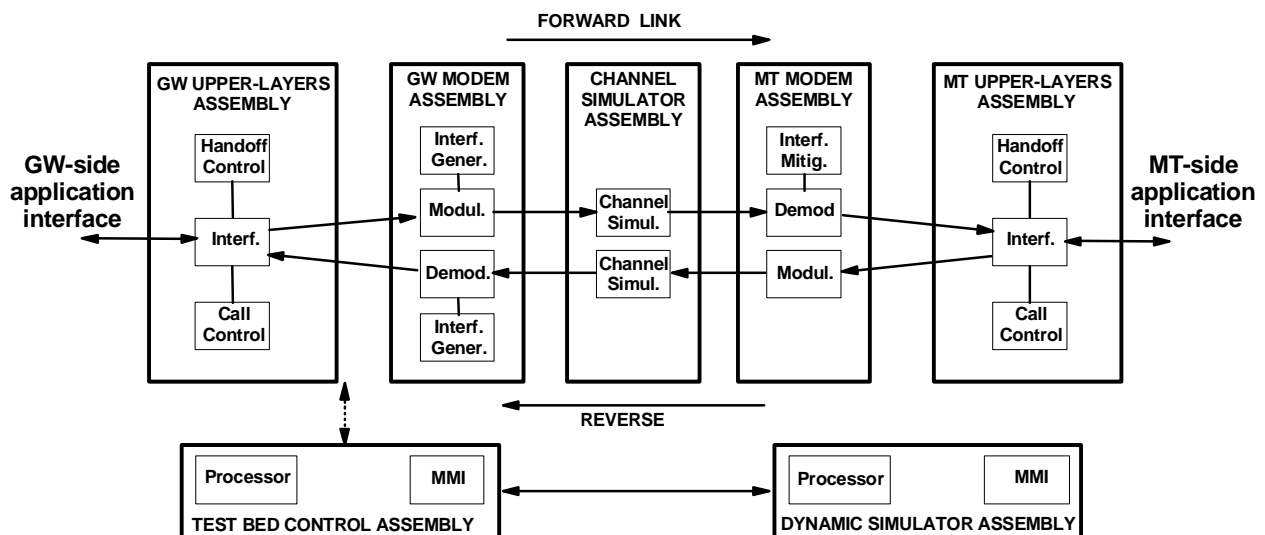 FORWARD LINK
GW UPPER-LAYERS
ASSEMBLY
Handoff
Control
Interf.
Call
Control
GW-side
application
interface
GW MODEM
ASSEMBLY
Interf.
Gener.
Modul.
Demod.
Interf.
Gener.
CHANNEL
SIMULATOR
ASSEMBLY
Channel
Simul.
Channel
Simul.
MT MODEM
ASSEMBLY
Interf.
Mitig.
Demod
Modul.
MT UPPER-LAYERS
ASSEMBLY
Handoff
Control
Interf.
Call
Control
MT-side
application
interface
REVERSE
Processor
MMI
TEST BED CONTROL ASSEMBLY
Processor
MMI
DYNAMIC SIMULATOR ASSEMBLY